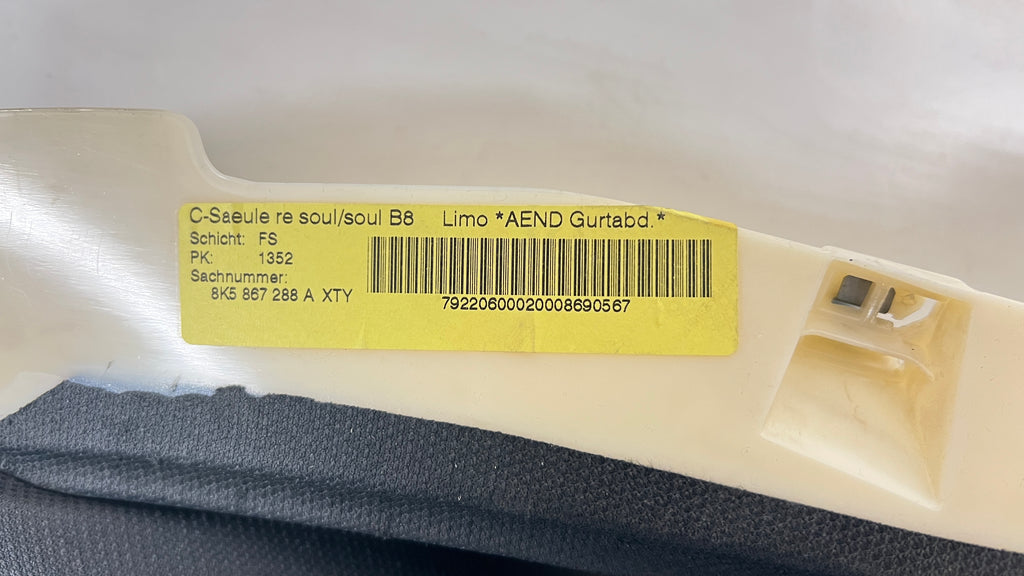 C-Saeule re soul/soul B8 Limo *AEND Gurtabd.*
Schicht: FS
PK: 1352
Sachnummer:
8K5 867 288 A XTY
79220600020008690567